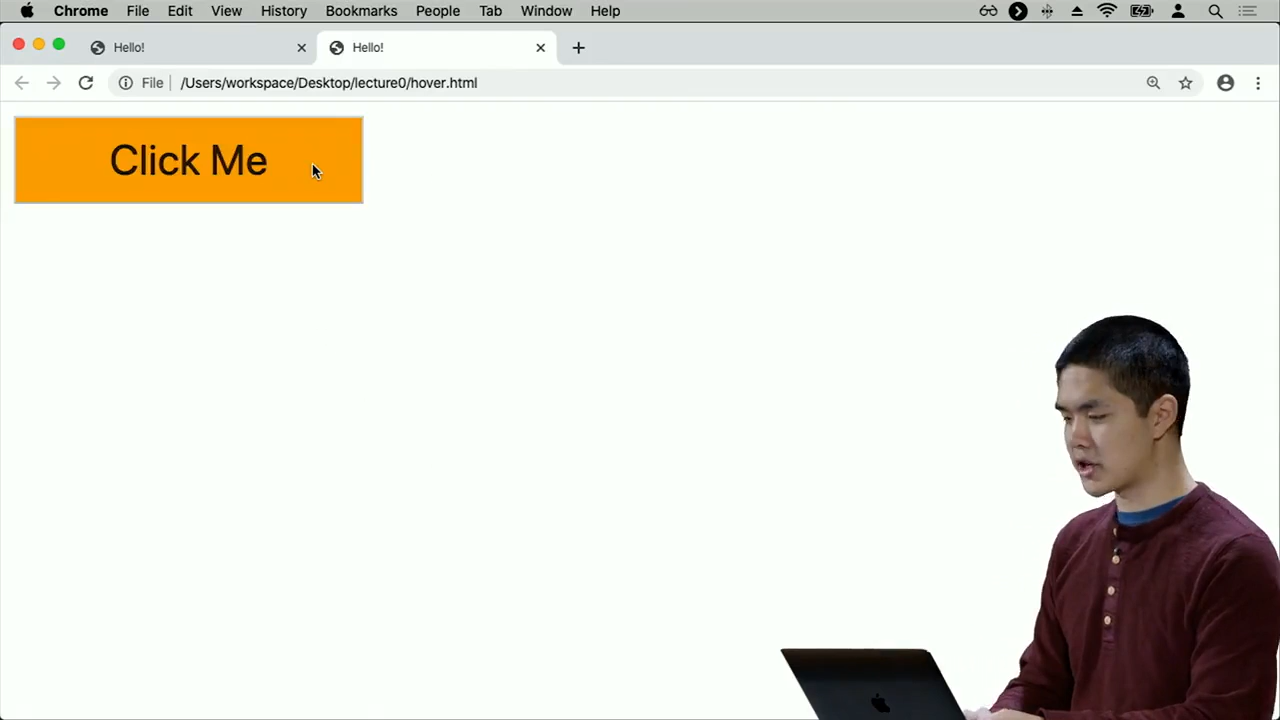 Chrome File Edit View History Bookmarks People Tab Window Help
Hello! Hello!
File /Users/workspace/Desktop/lecture0/hover.html
Click Me